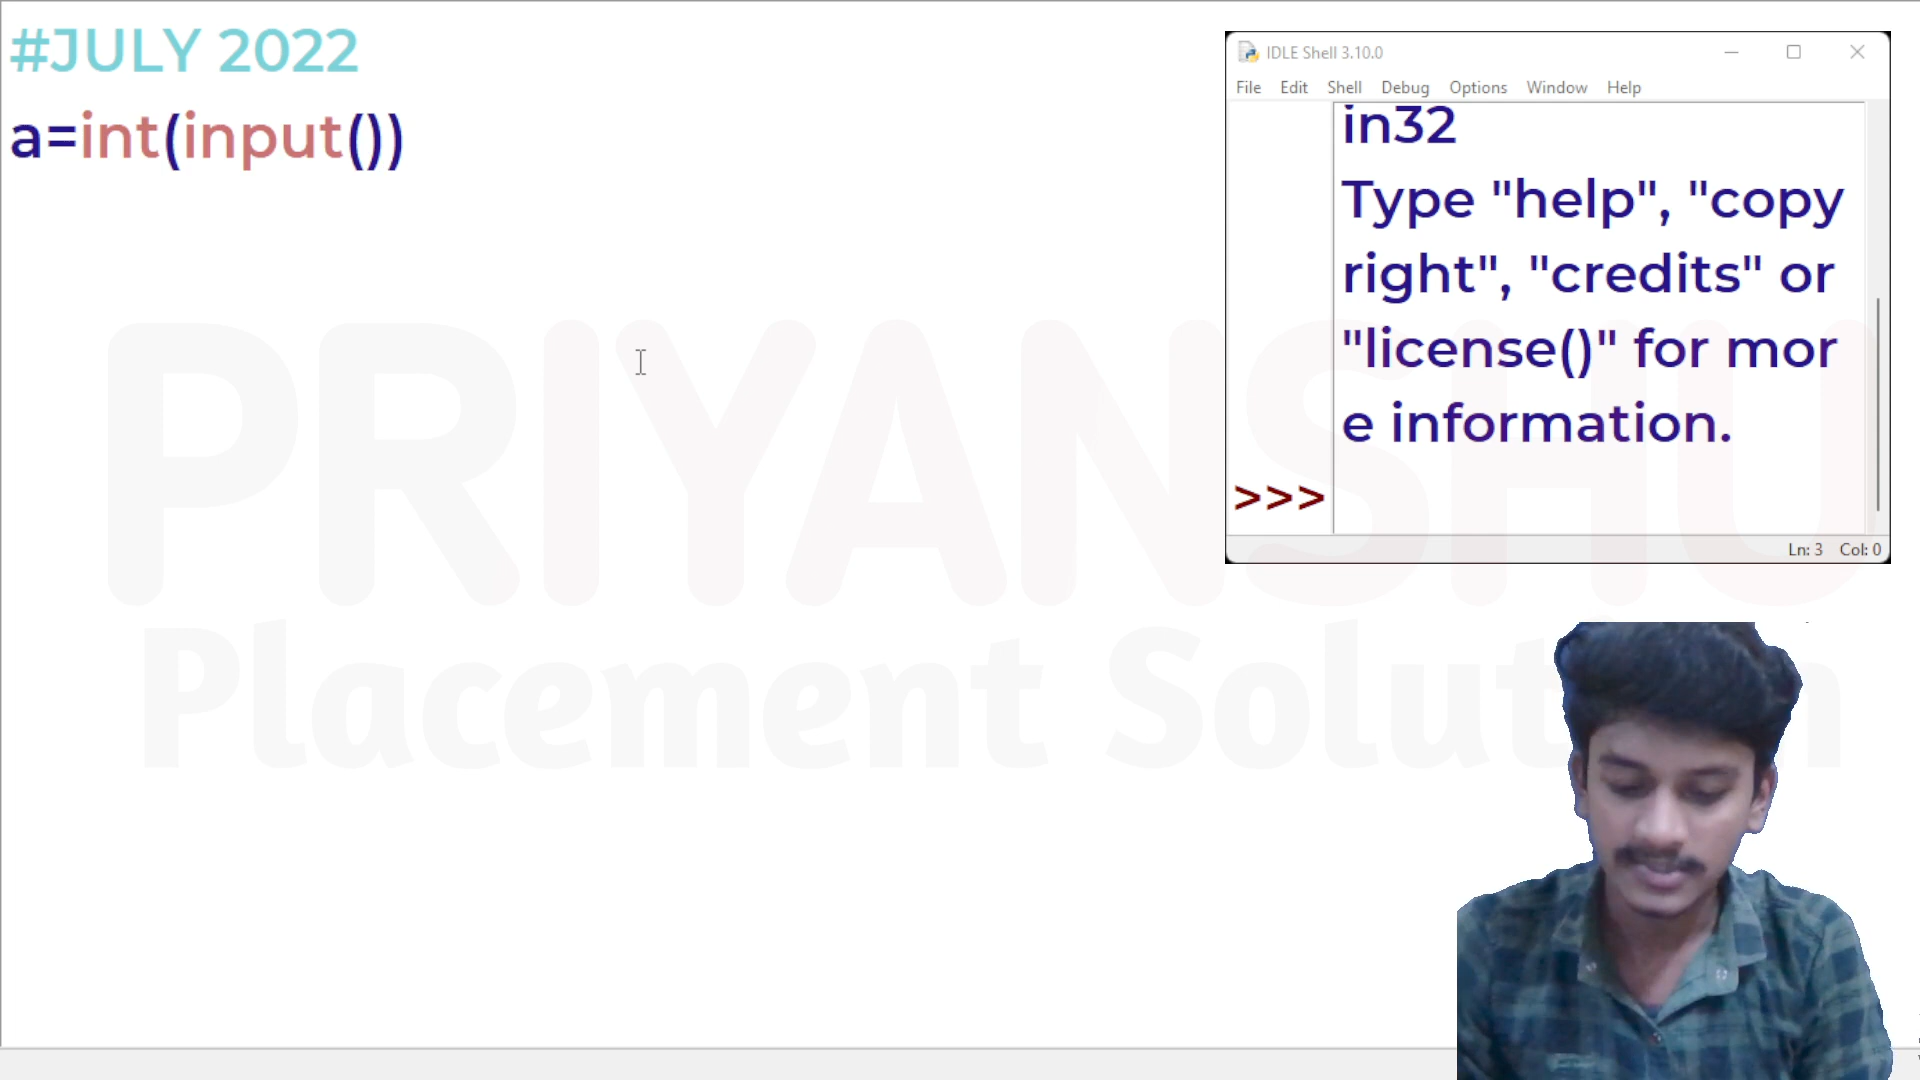 #JULY 2022
a=int(input())
IDLE Shell 3.10.0
File Edit Shell Debug Options Window Help
in32
Type "help", "copy
right", "credits" or
"license()" for mor
e information.
>>>
Ln: 3 Col: 0
PRIYANSHU
Placement Solution